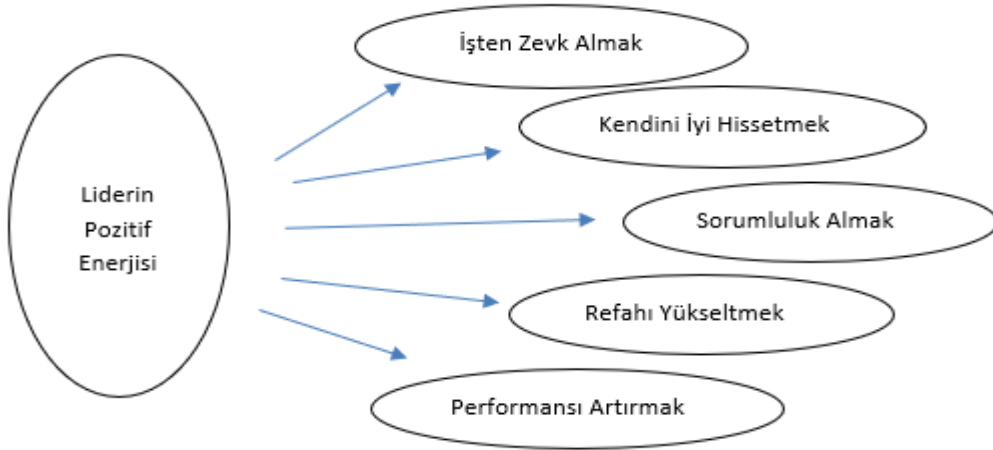 İşten Zevk Almak
Kendini İyi Hissetmek
Liderin
Pozitif
Enerjisi
Sorumluluk Almak
Refahı Yükseltmek
Performansı Artırmak